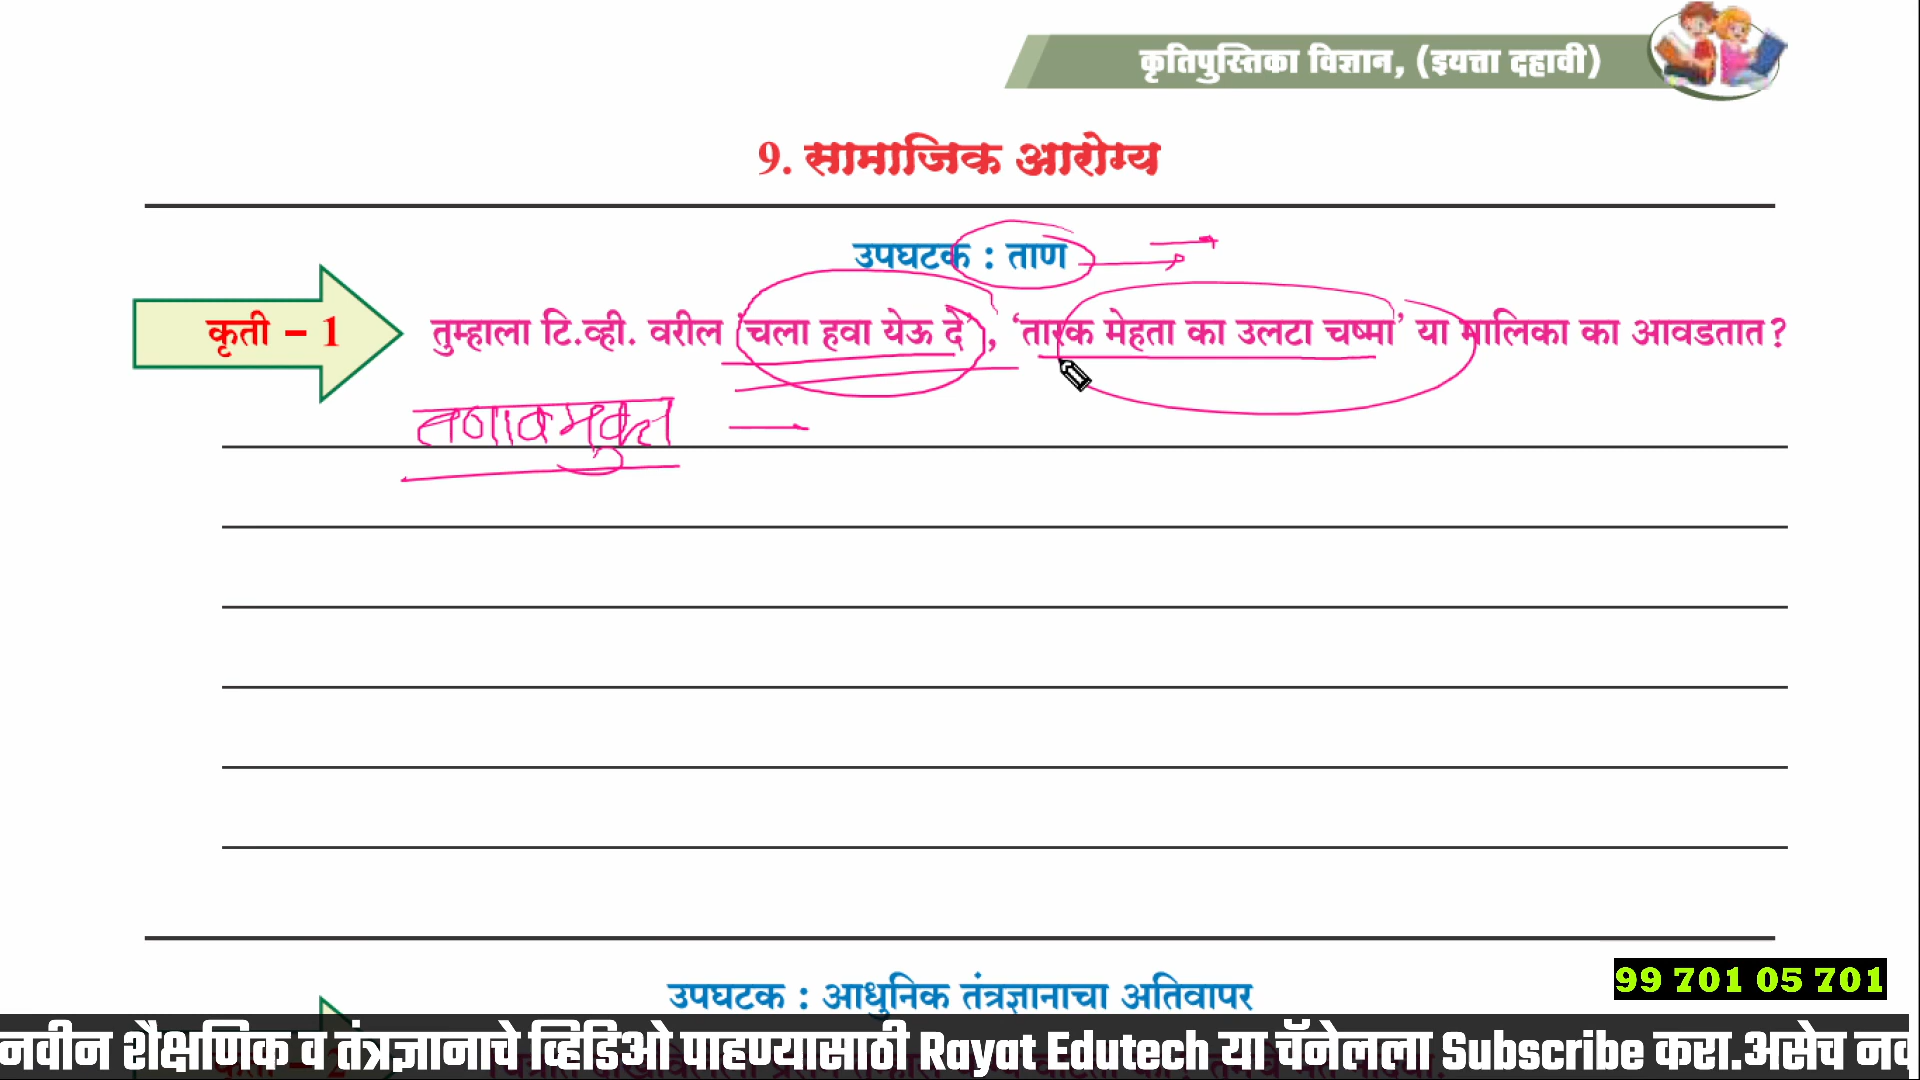 कृतिपुस्तिका विज्ञान, (इयत्ता दहावी)
9. सामाजिक आरोग्य
उपघटक : ताण
कृती – 1
तुम्हाला टि.व्ही. वरील 'चला हवा येऊ दे', 'तारक मेहता का उलटा चष्मा' या मालिका का आवडतात?
तणावमुक्त
उपघटक : आधुनिक तंत्रज्ञानाचा अतिवापर
99 701 05 701
नवीन शैक्षणिक व तंत्रज्ञानाचे व्हिडिओ पाहण्यासाठी Rayat Edutech या चॅनेलला Subscribe करा.असेच नव